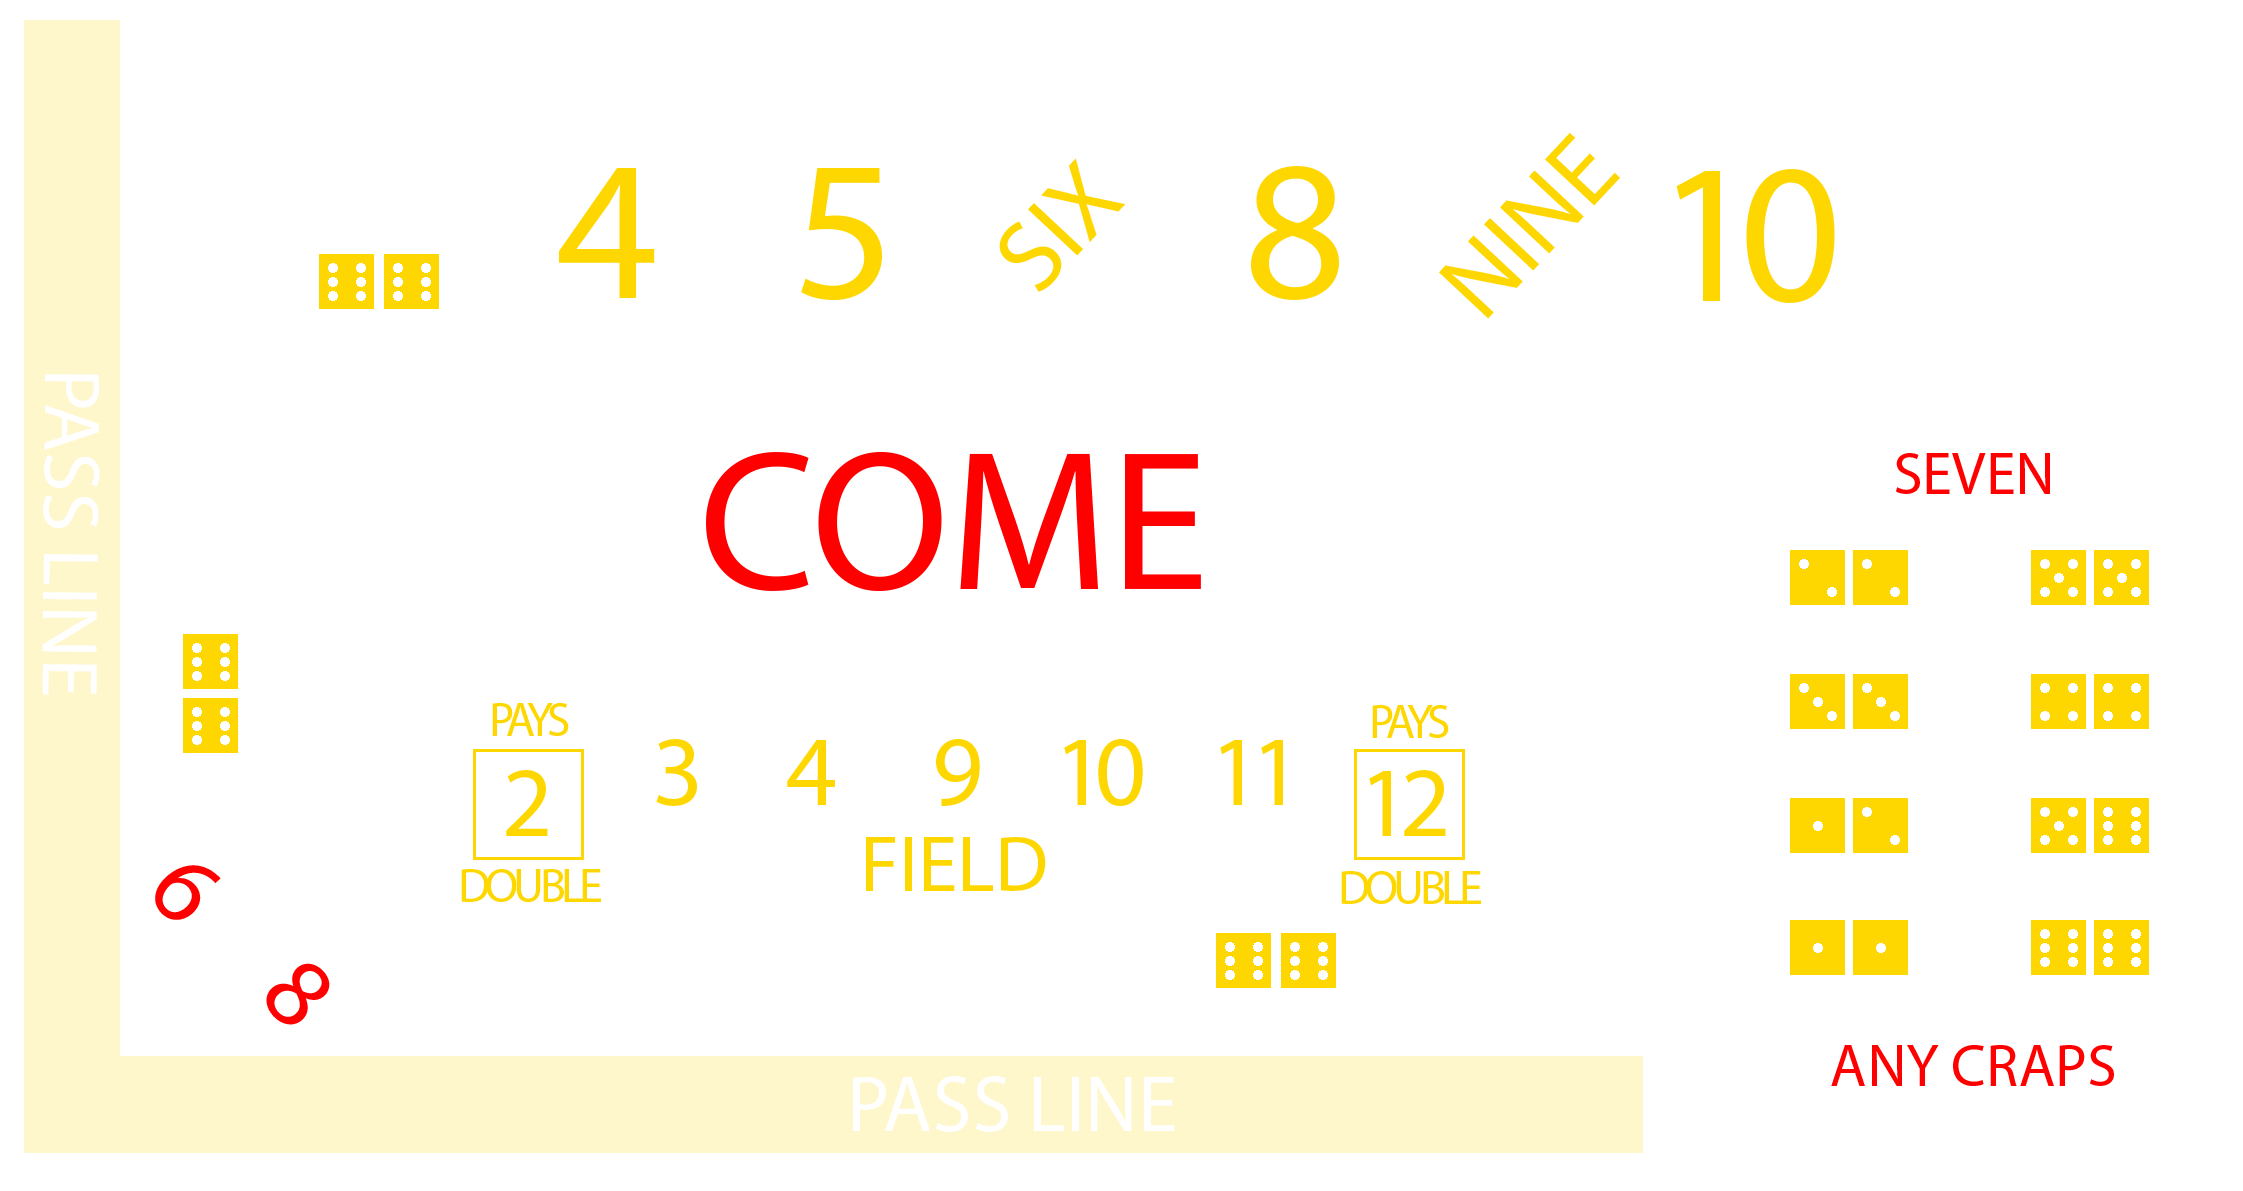 4 5 SIX 8 NINE 10
COME
SEVEN
PASS LINE
PAYS
2
DOUBLE
3 4 9 10 11
FIELD
PAYS
12
DOUBLE
6
8
PASS LINE
ANY CRAPS